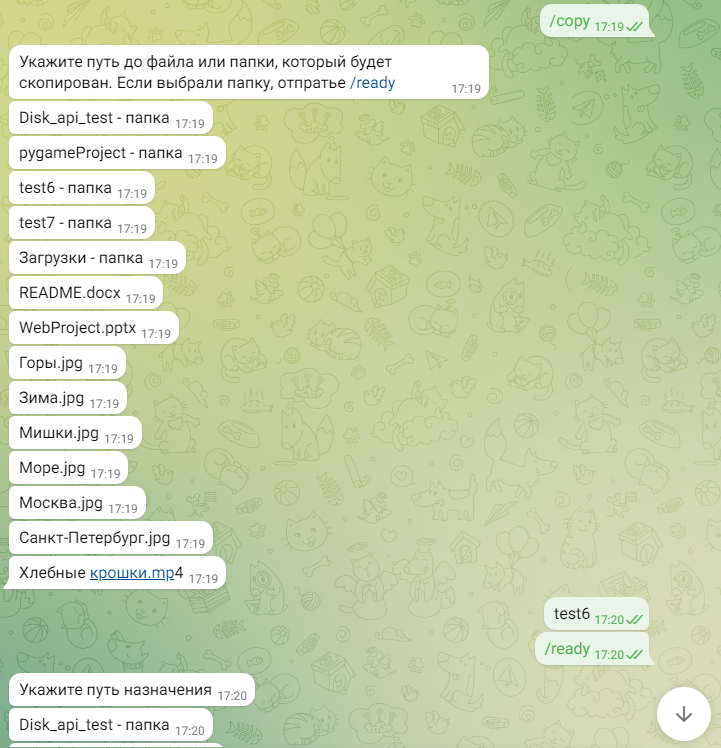 /copy 17:19
Укажите путь до файла или папки, который будет
скопирован. Если выбрали папку, отпратье /ready 17:19
Disk_api_test - папка 17:19
pygameProject - папка 17:19
test6 - папка 17:19
test7 - папка 17:19
Загрузки - папка 17:19
README.docx 17:19
WebProject.pptx 17:19
Горы.jpg 17:19
Зима.jpg 17:19
Мишки.jpg 17:19
Море.jpg 17:19
Москва.jpg 17:19
Санкт-Петербург.jpg 17:19
Хлебные крошки.mp4 17:19
test6 17:20
/ready 17:20
Укажите путь назначения 17:20
Disk_api_test - папка 17:20